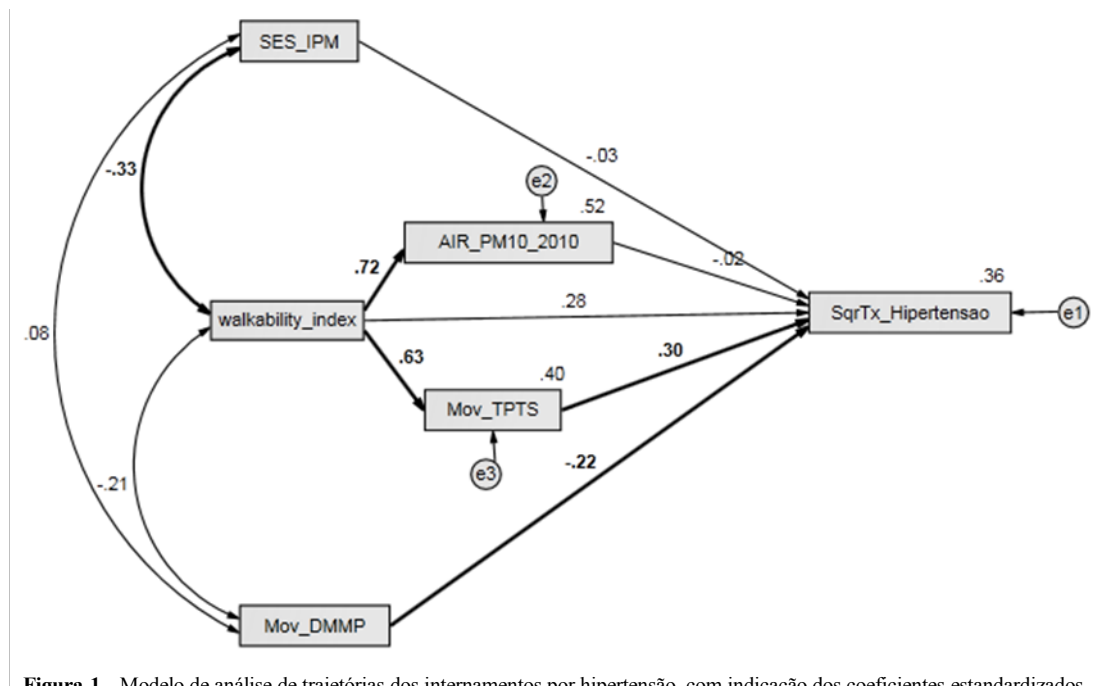 SES_IPM
-.33
-.03
e2
.52
AIR_PM10_2010
.72
-.02
.36
.28
walkability_index
SqrTx_Hipertensao
e1
.08
.63
.30
.40
Mov_TPTS
e3
-.22
-.21
Mov_DMMP
Figura 1 Modelo de análise de trajetórias dos internamentos por hipertensão, com indicação dos coeficientes estandardizados